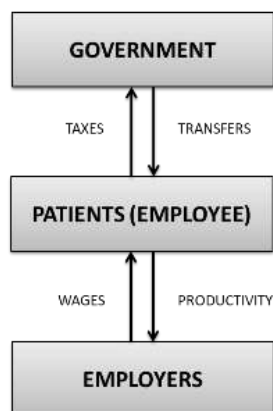 GOVERNMENT
TAXES
TRANSFERS
PATIENTS (EMPLOYEE)
WAGES
PRODUCTIVITY
EMPLOYERS